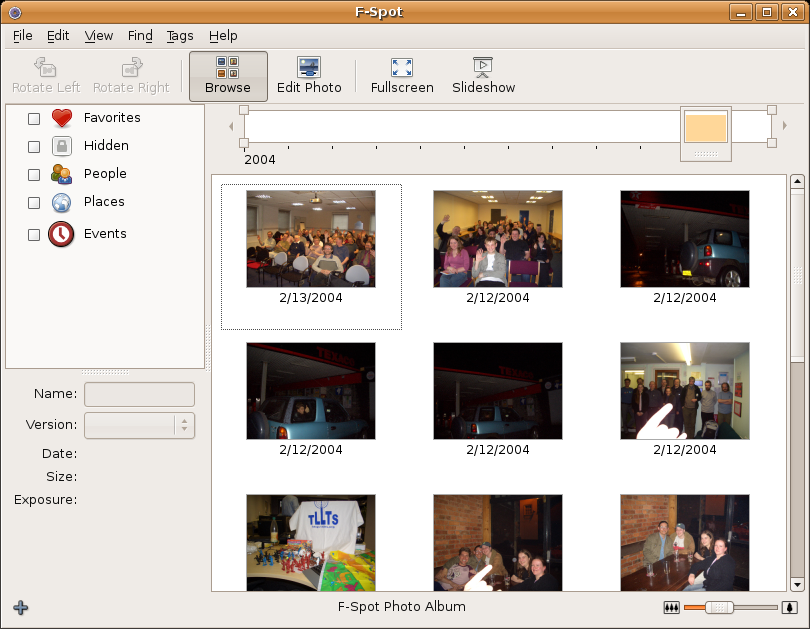 F-Spot
File Edit View Find Tags Help
Rotate Left Rotate Right Browse Edit Photo Fullscreen Slideshow
Favorites
Hidden
People
Places
Events
2004
2/13/2004 2/12/2004 2/12/2004
TEXACO
2/12/2004 2/12/2004 2/12/2004
TLLTS
Name:
Version:
Date:
Size:
Exposure:
F-Spot Photo Album